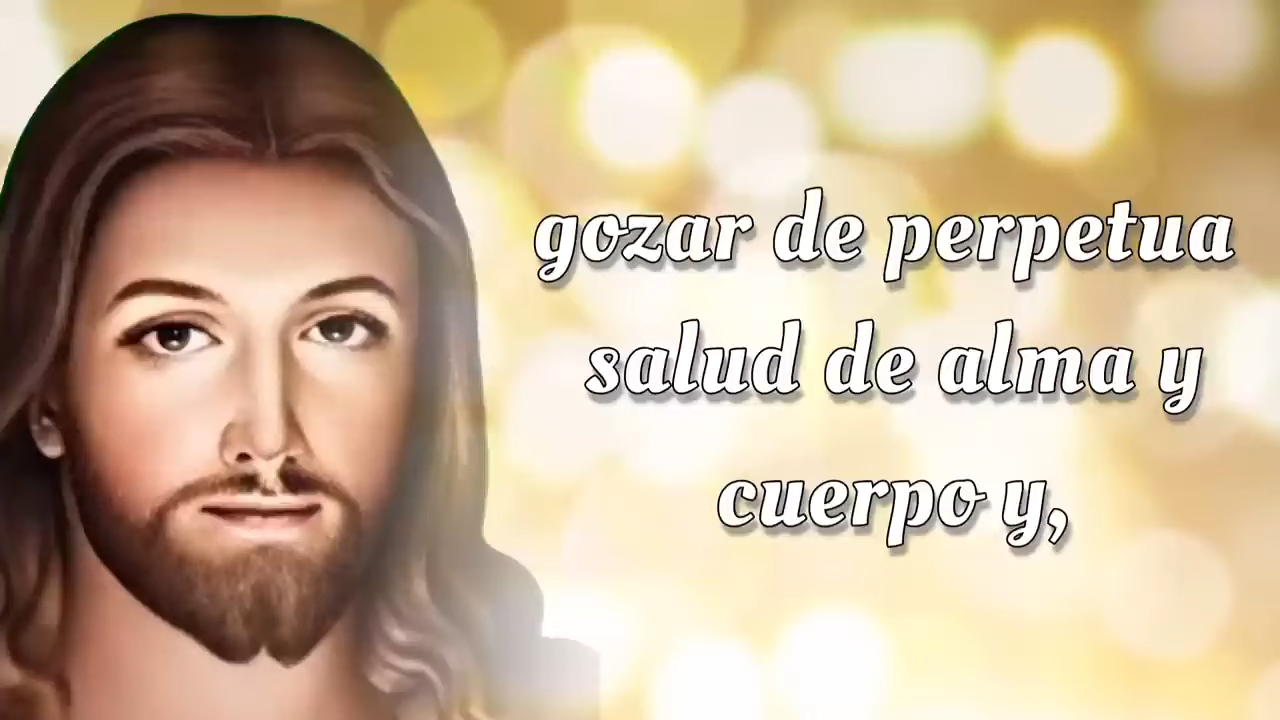 gozar de perpetua
salud de alma y
cuerpo y,